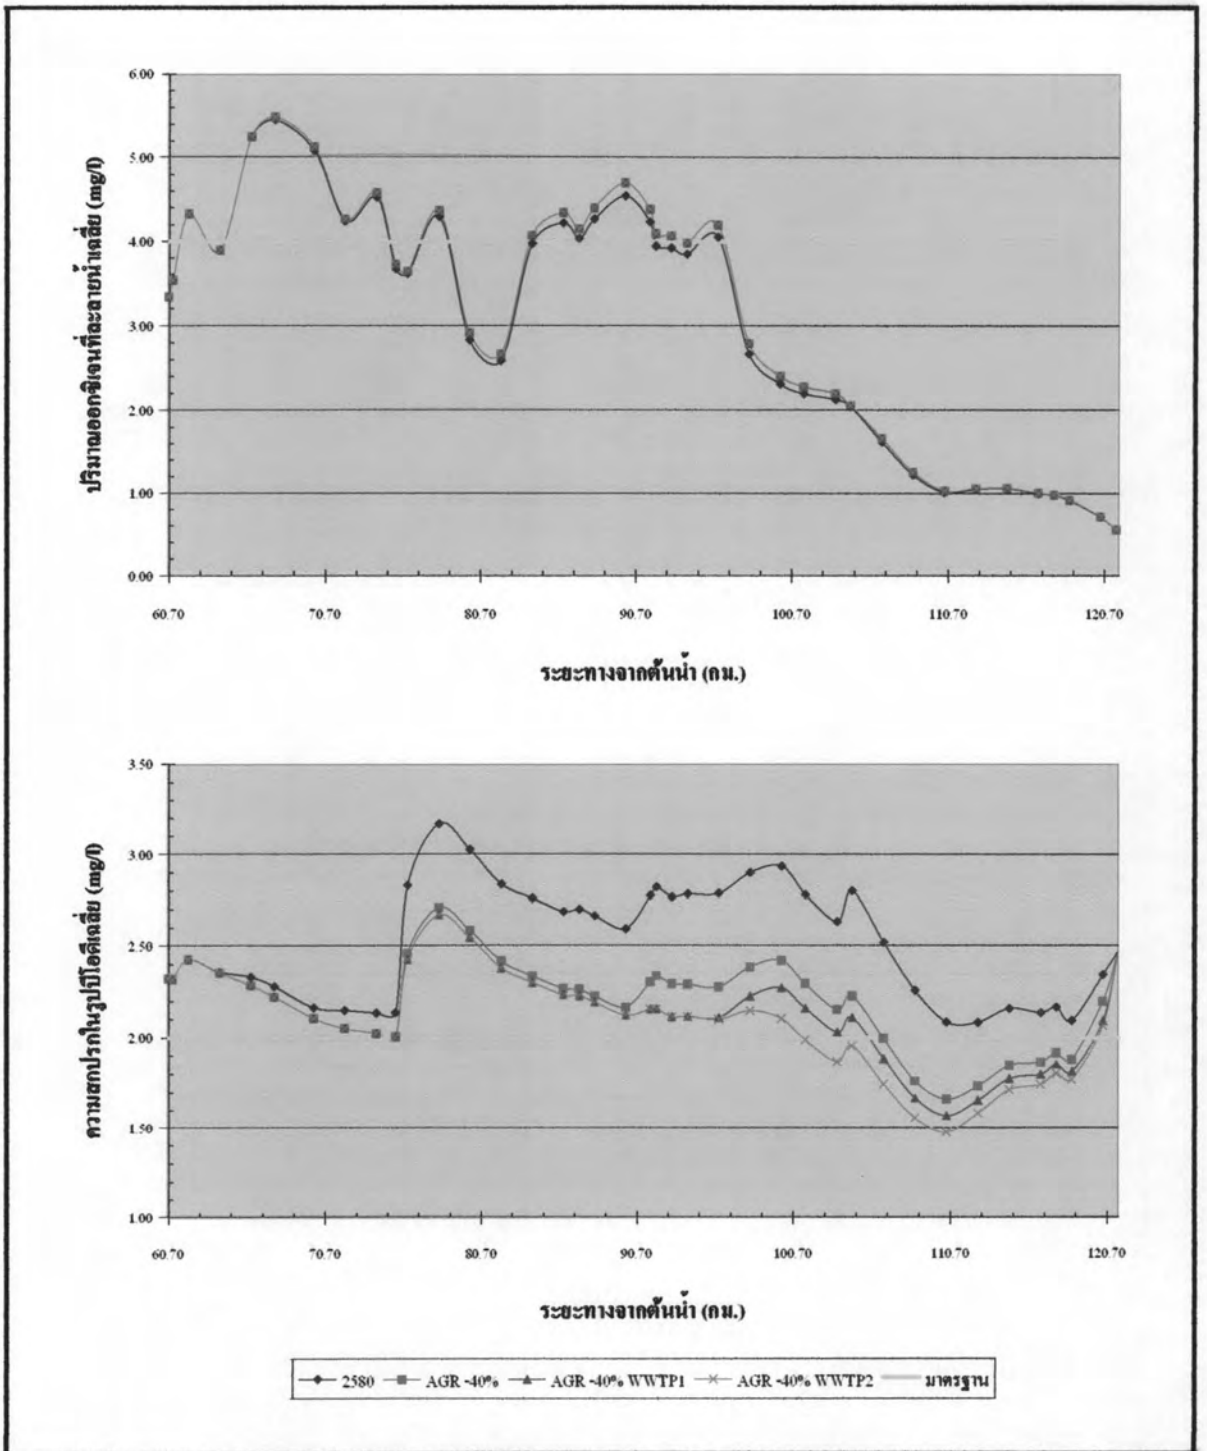 ปริมาณออกซิเจนที่ละลายน้ำเฉลี่ย (mg/l)
6.00
5.00
4.00
3.00
2.00
1.00
0.00
60.70 70.70 80.70 90.70 100.70 110.70 120.70
ระยะทางจากต้นน้ำ (กม.)
ความสกปรกในรูปบีโอดีเฉลี่ย (mg/l)
3.50
3.00
2.50
2.00
1.50
1.00
60.70 70.70 80.70 90.70 100.70 110.70 120.70
ระยะทางจากต้นน้ำ (กม.)
2580 AGR -40% AGR -40% WWTP1 AGR -40% WWTP2 มาตรฐาน